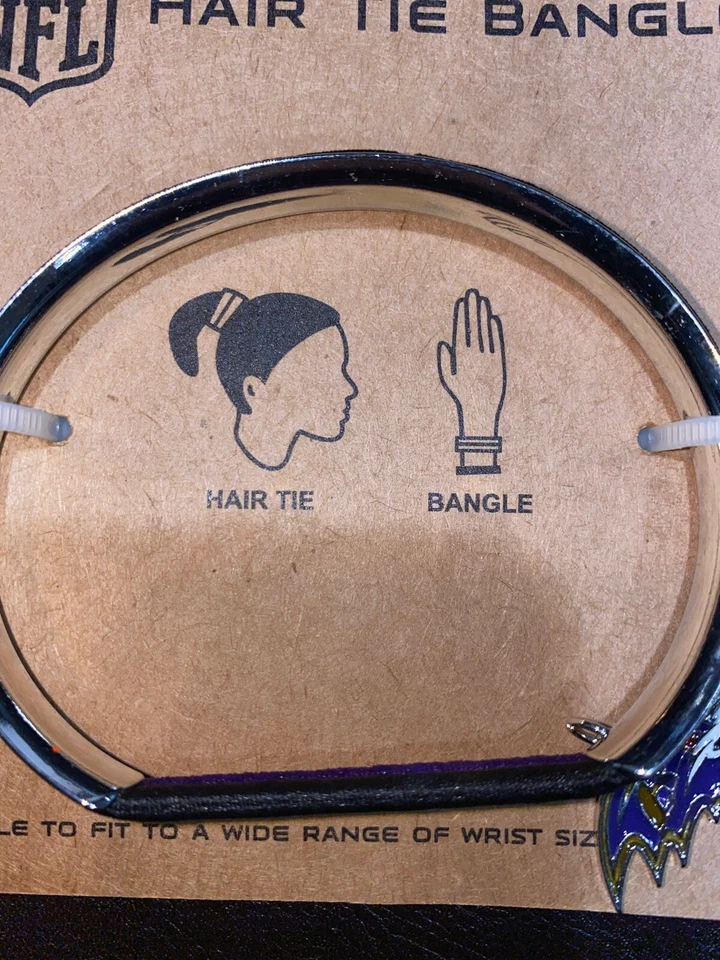 NFL
HAIR TIE BANGL
HAIR TIE
BANGLE
LE TO FIT TO A WIDE RANGE OF WRIST SIZ